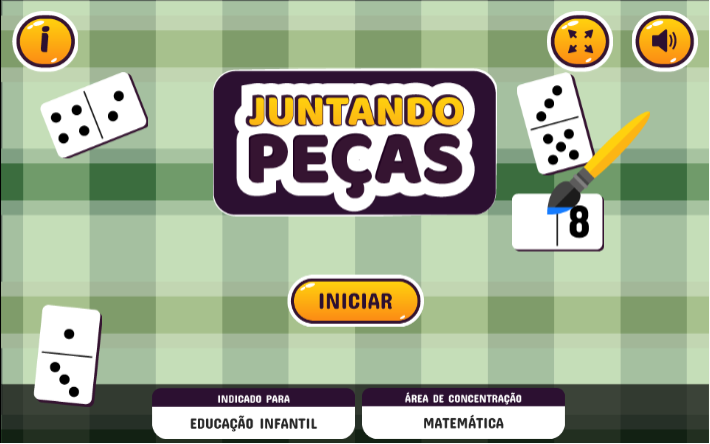 i
JUNTANDO
PEÇAS
8
INICIAR
INDICADO PARA
EDUCAÇÃO INFANTIL
ÁREA DE CONCENTRAÇÃO
MATEMÁTICA